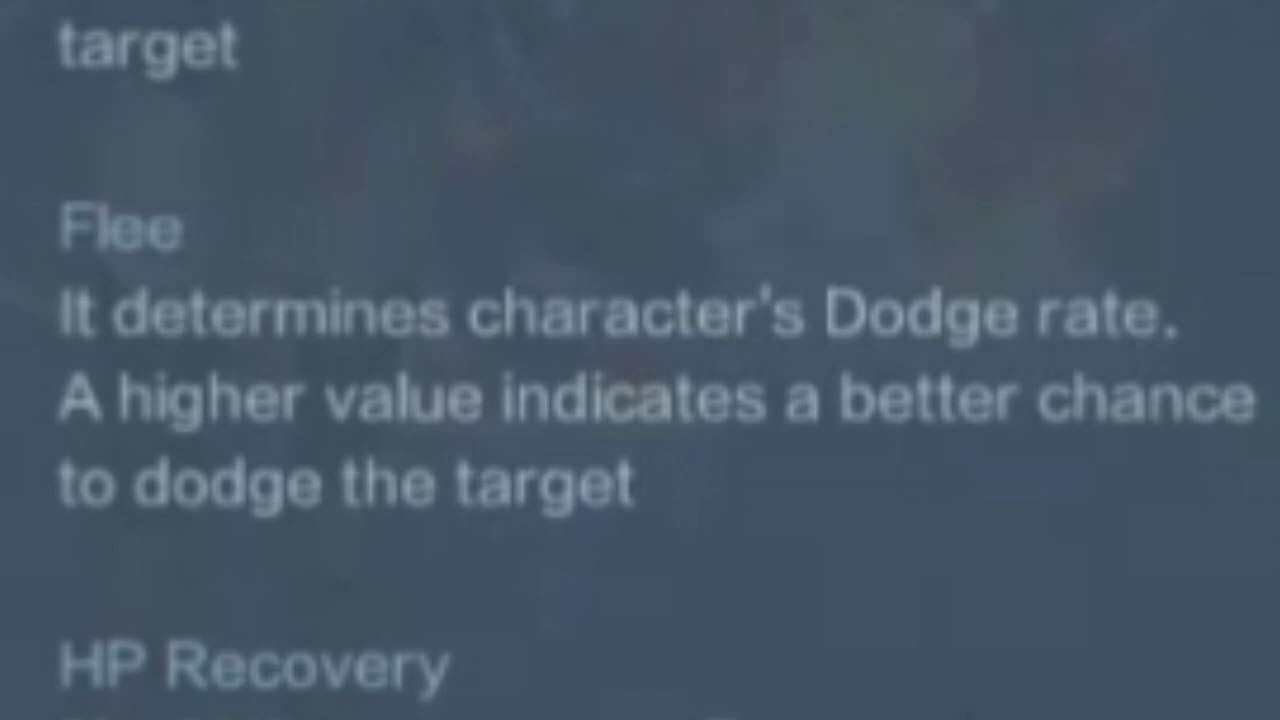 target
Flee
It determines character's Dodge rate.
A higher value indicates a better chance
to dodge the target
HP Recovery